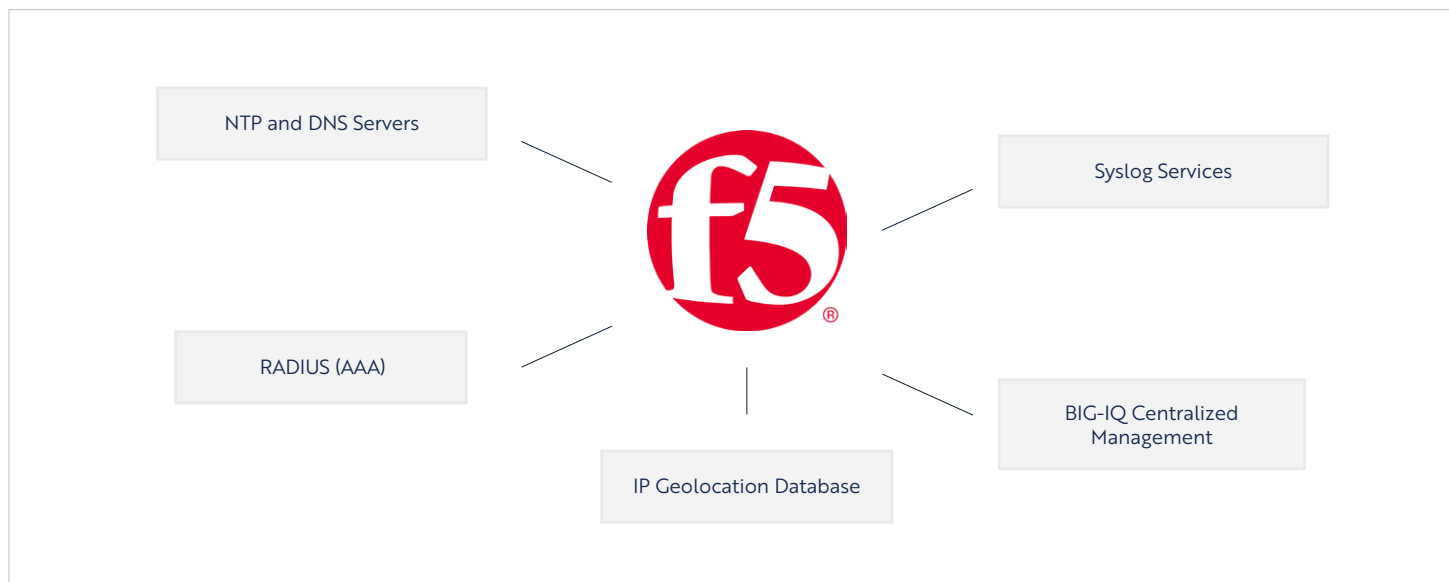 NTP and DNS Servers
f5
®
Syslog Services
RADIUS (AAA)
BIG-IQ Centralized
Management
IP Geolocation Database